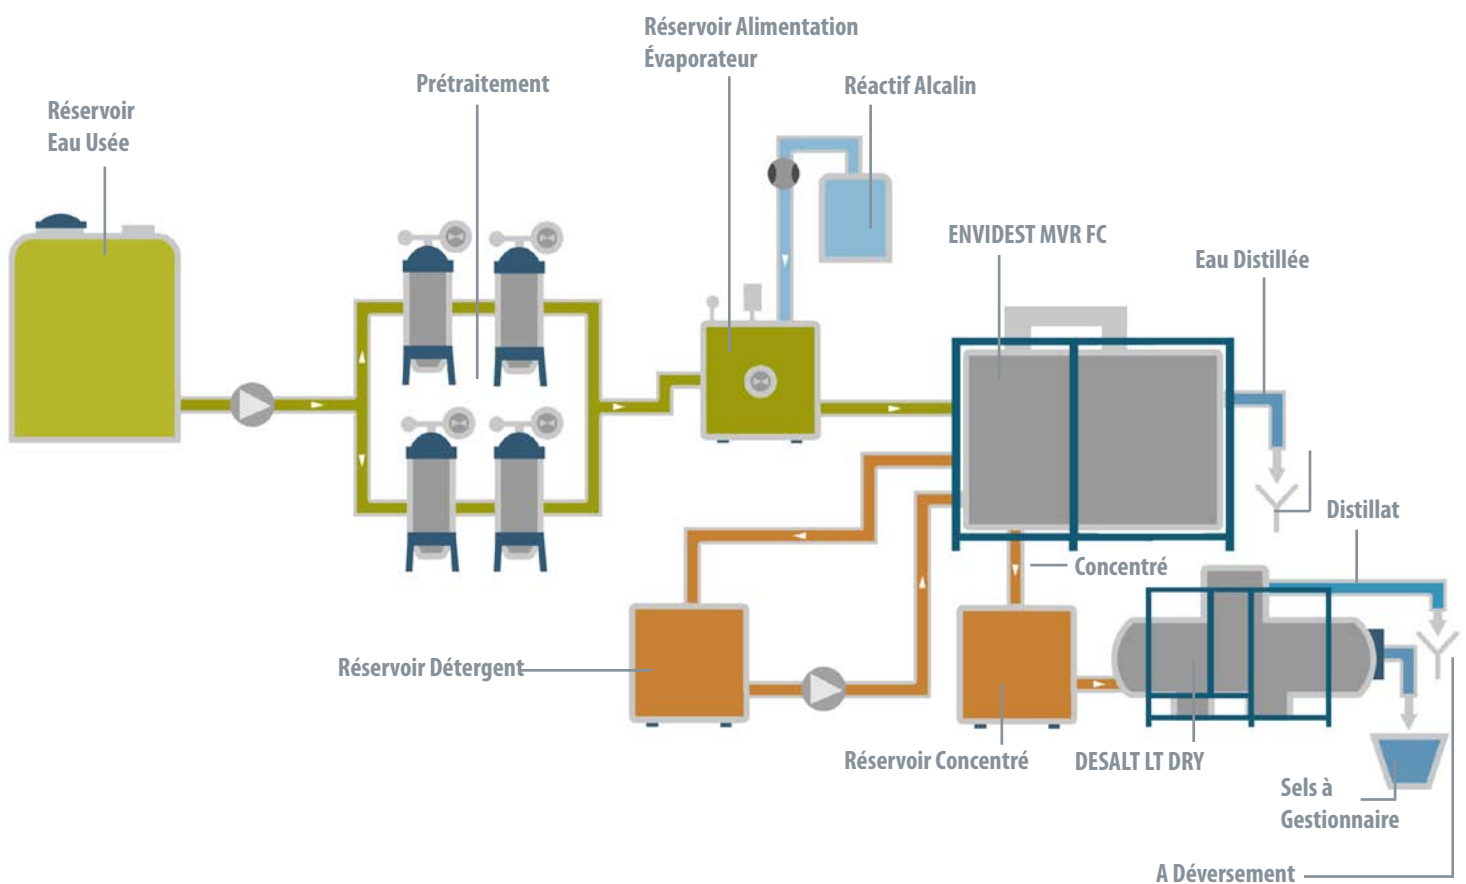 Réservoir Alimentation
Évaporateur
Prétraitement
Réactif Alcalin
Réservoir
Eau Usée
ENVIDEST MVR FC
Eau Distillée
Distillat
Concentré
Réservoir Détergent
Réservoir Concentré
DESALT LT DRY
Sels à
Gestionnaire
A Déversement